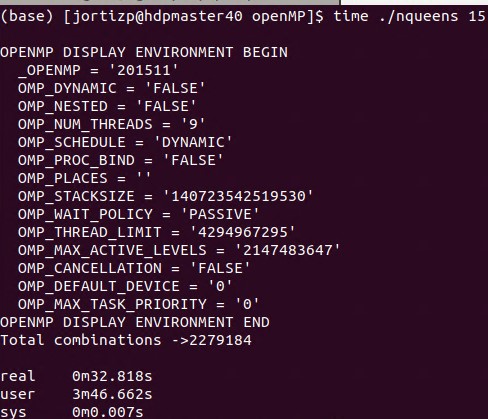 (base) [jortizp@hdpmaster40 openMP]$ time ./nqueens 15
OPENMP DISPLAY ENVIRONMENT BEGIN
  _OPENMP = '201511'
  OMP_DYNAMIC = 'FALSE'
  OMP_NESTED = 'FALSE'
  OMP_NUM_THREADS = '9'
  OMP_SCHEDULE = 'DYNAMIC'
  OMP_PROC_BIND = 'FALSE'
  OMP_PLACES = ''
  OMP_STACKSIZE = '140723542519530'
  OMP_WAIT_POLICY = 'PASSIVE'
  OMP_THREAD_LIMIT = '4294967295'
  OMP_MAX_ACTIVE_LEVELS = '2147483647'
  OMP_CANCELLATION = 'FALSE'
  OMP_DEFAULT_DEVICE = '0'
  OMP_MAX_TASK_PRIORITY = '0'
OPENMP DISPLAY ENVIRONMENT END
Total combinations ->2279184
real    0m32.818s
user    3m46.662s
sys     0m0.007s